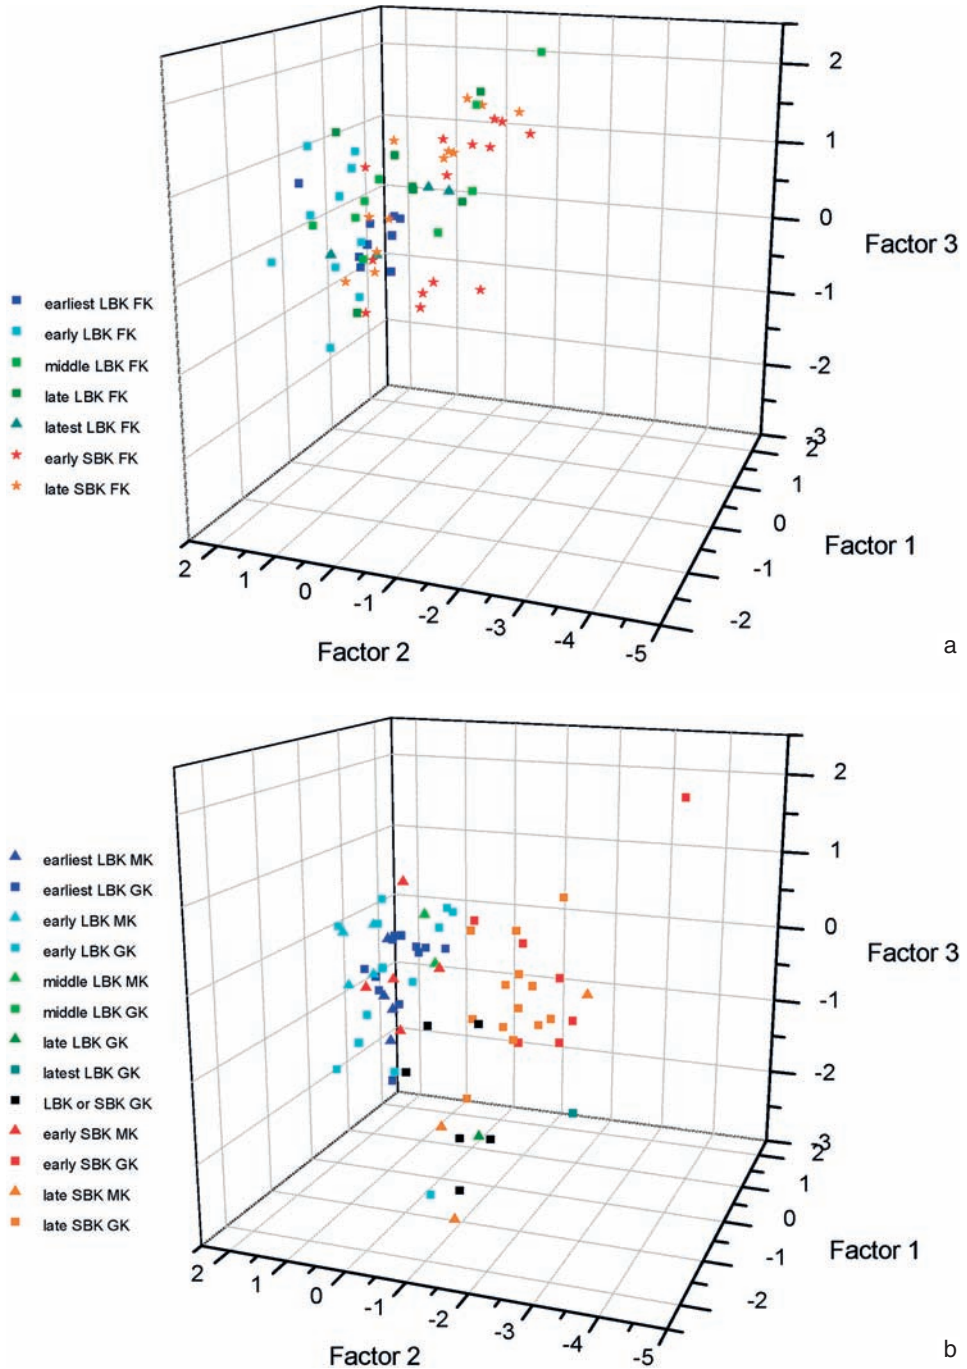 2
1
0
Factor 3
-1
earliest LBK FK
early LBK FK
middle LBK FK
-2
late LBK FK
latest LBK FK
-3
2
early SBK FK
1
late SBK FK
0
Factor 1
-1
2
1
0
-1
-2
-3
-4
-5
-2
Factor 2
a
2
1
earliest LBK MK
earliest LBK GK
early LBK MK
0
early LBK GK
Factor 3
middle LBK MK
-1
middle LBK GK
late LBK GK
latest LBK GK
-2
LBK or SBK GK
early SBK MK
-3
2
early SBK GK
1
late SBK MK
0
late SBK GK
Factor 1
-1
2
1
0
-1
-2
-3
-4
-5
-2
Factor 2
b